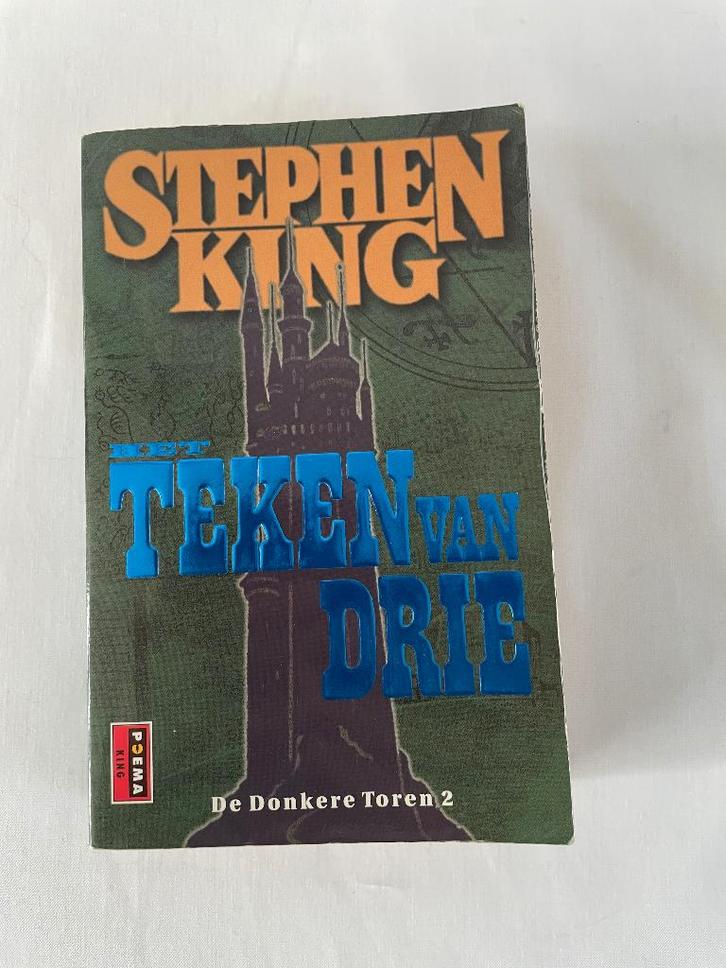 STEPHEN
KING
HET
TEKEN VAN
DRIE
POEMA
KING
De Donkere Toren 2